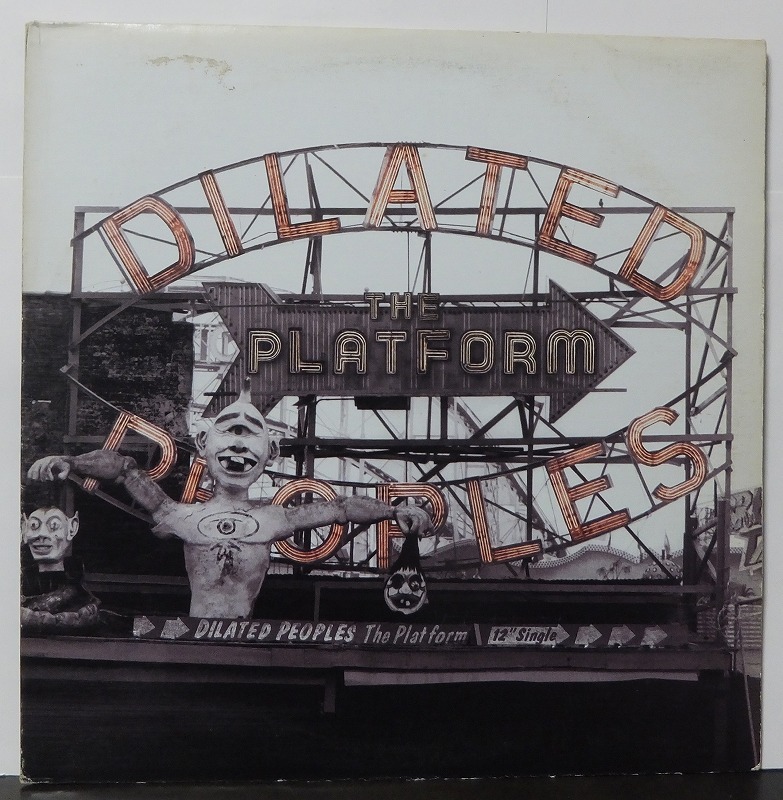 DILATED
THE
PLATFORM
PEOPLES
DILATED PEOPLES The Platform \ 12" Single